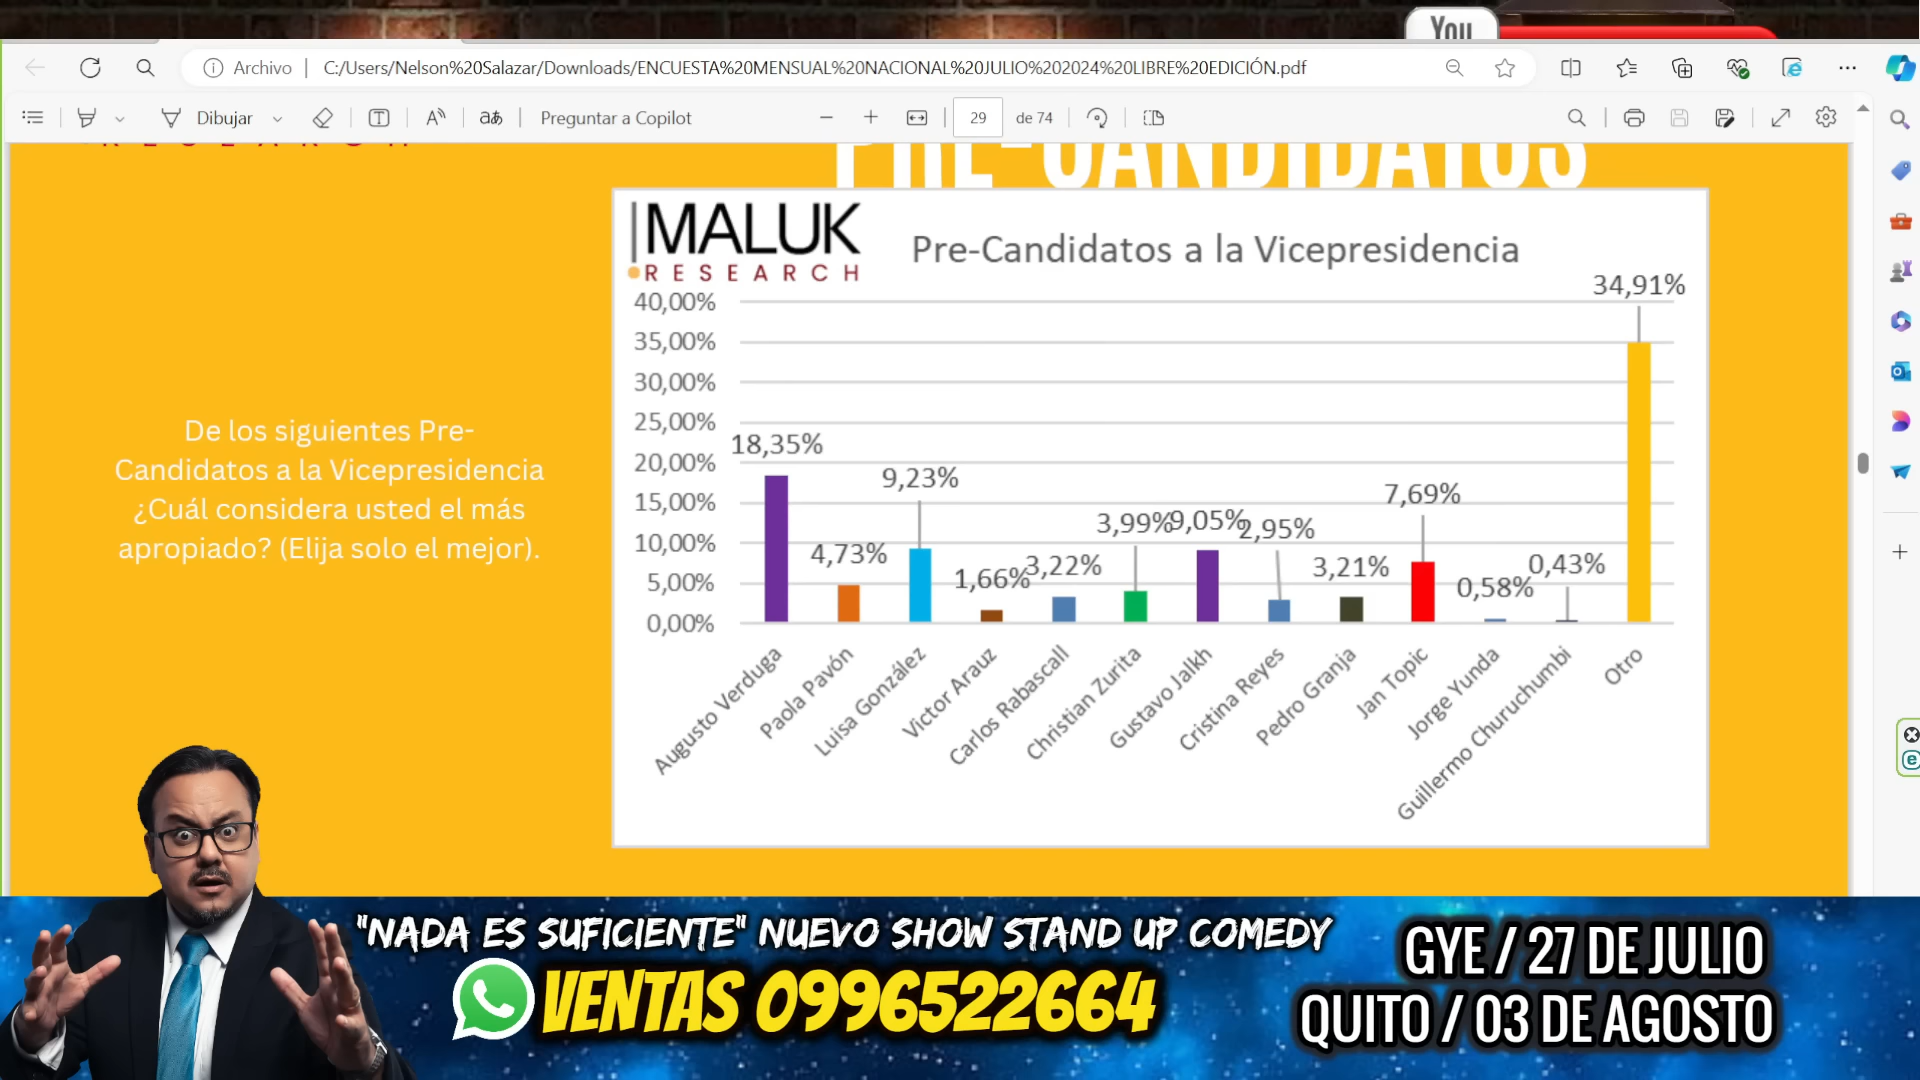 You
Archivo
C:/Users/Nelson%20Salazar/Downloads/ENCUESTA%20MENSUAL%20NACIONAL%20JULIO%202024%20LIBRE%20EDICIÓN.pdf
Dibujar
Preguntar a Copilot
29 de 74
PRE-CANDIDATOS
MALUK
RESEARCH
Pre-Candidatos a la Vicepresidencia
De los siguientes Pre-
Candidatos a la Vicepresidencia
¿Cuál considera usted el más
apropiado? (Elija solo el mejor).
40,00%
35,00%
30,00%
25,00%
20,00%
15,00%
10,00%
5,00%
0,00%
18,35%
4,73%
9,23%
1,66%
3,22%
3,99%
9,05%
2,95%
3,21%
7,69%
0,58%
0,43%
34,91%
Augusto Verduga
Paola Pavón
Luisa González
Victor Arauz
Carlos Rabascall
Christian Zurita
Gustavo Jalkh
Cristina Reyes
Pedro Granja
Jan Topic
Jorge Yunda
Guillermo Churuchumbi
Otro
"NADA ES SUFICIENTE" NUEVO SHOW STAND UP COMEDY
VENTAS 0996522664
GYE / 27 DE JULIO
QUITO / 03 DE AGOSTO